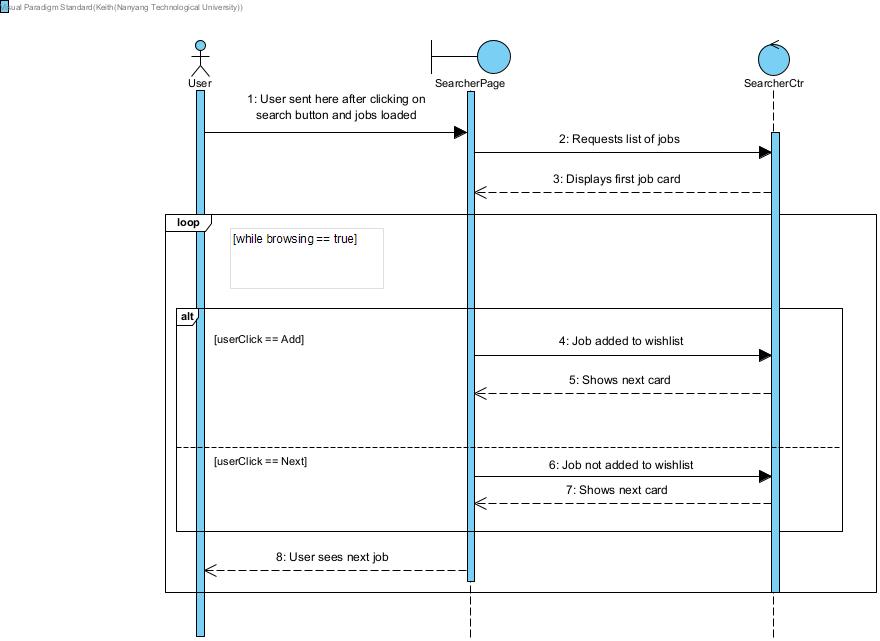 Visual Paradigm Standard(Keith(Nanyang Technological University))
User
SearcherPage
SearcherCtr
1: User sent here after clicking on
search button and jobs loaded
2: Requests list of jobs
3: Displays first job card
loop
[while browsing == true]
alt
[userClick == Add]
4: Job added to wishlist
5: Shows next card
[userClick == Next]
6: Job not added to wishlist
7: Shows next card
8: User sees next job